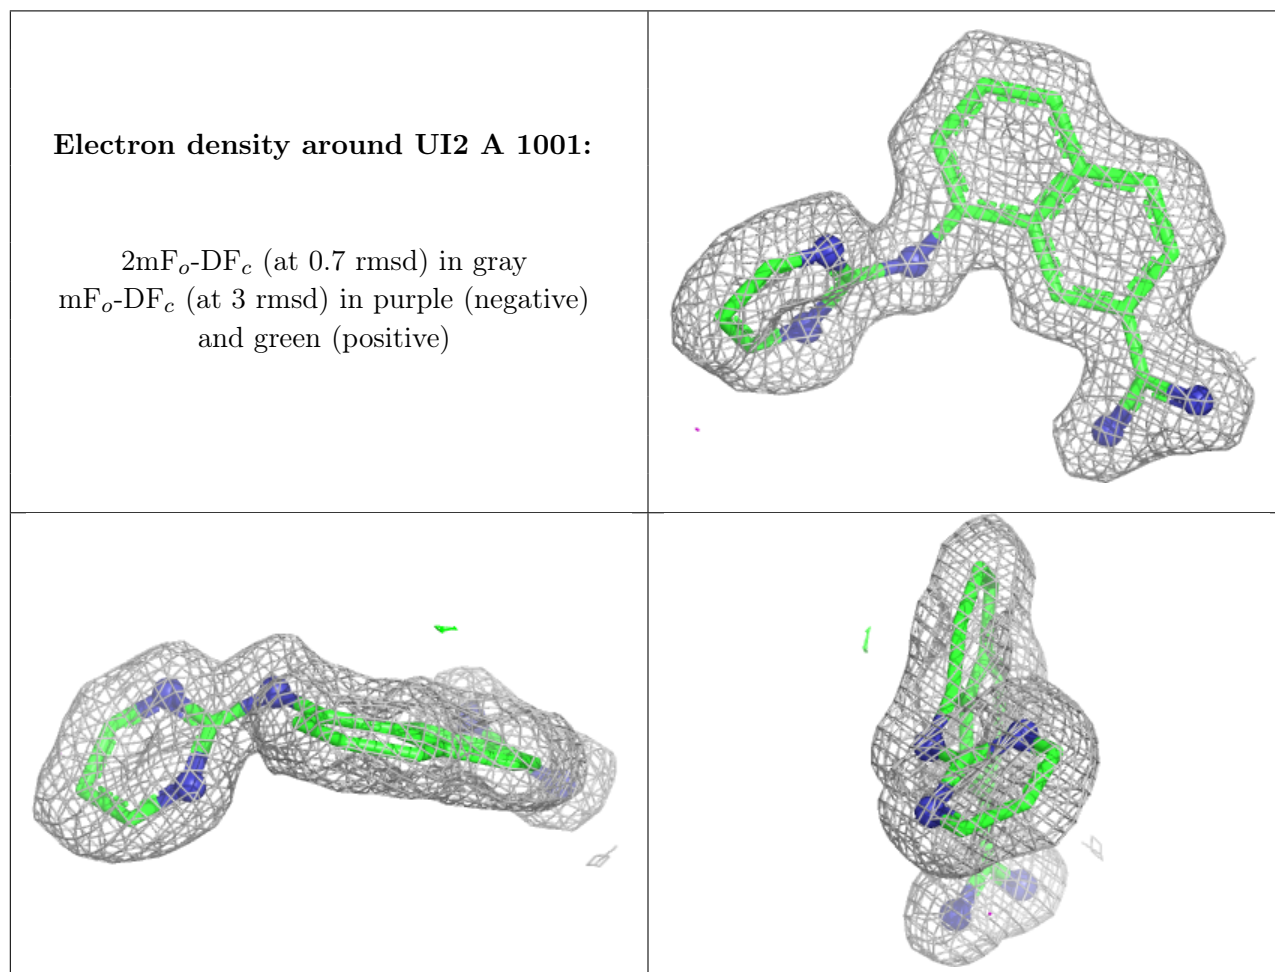 Electron density around UI2 A 1001:
2mFₒ-DF𝒸 (at 0.7 rmsd) in gray
mFₒ-DF𝒸 (at 3 rmsd) in purple (negative)
and green (positive)